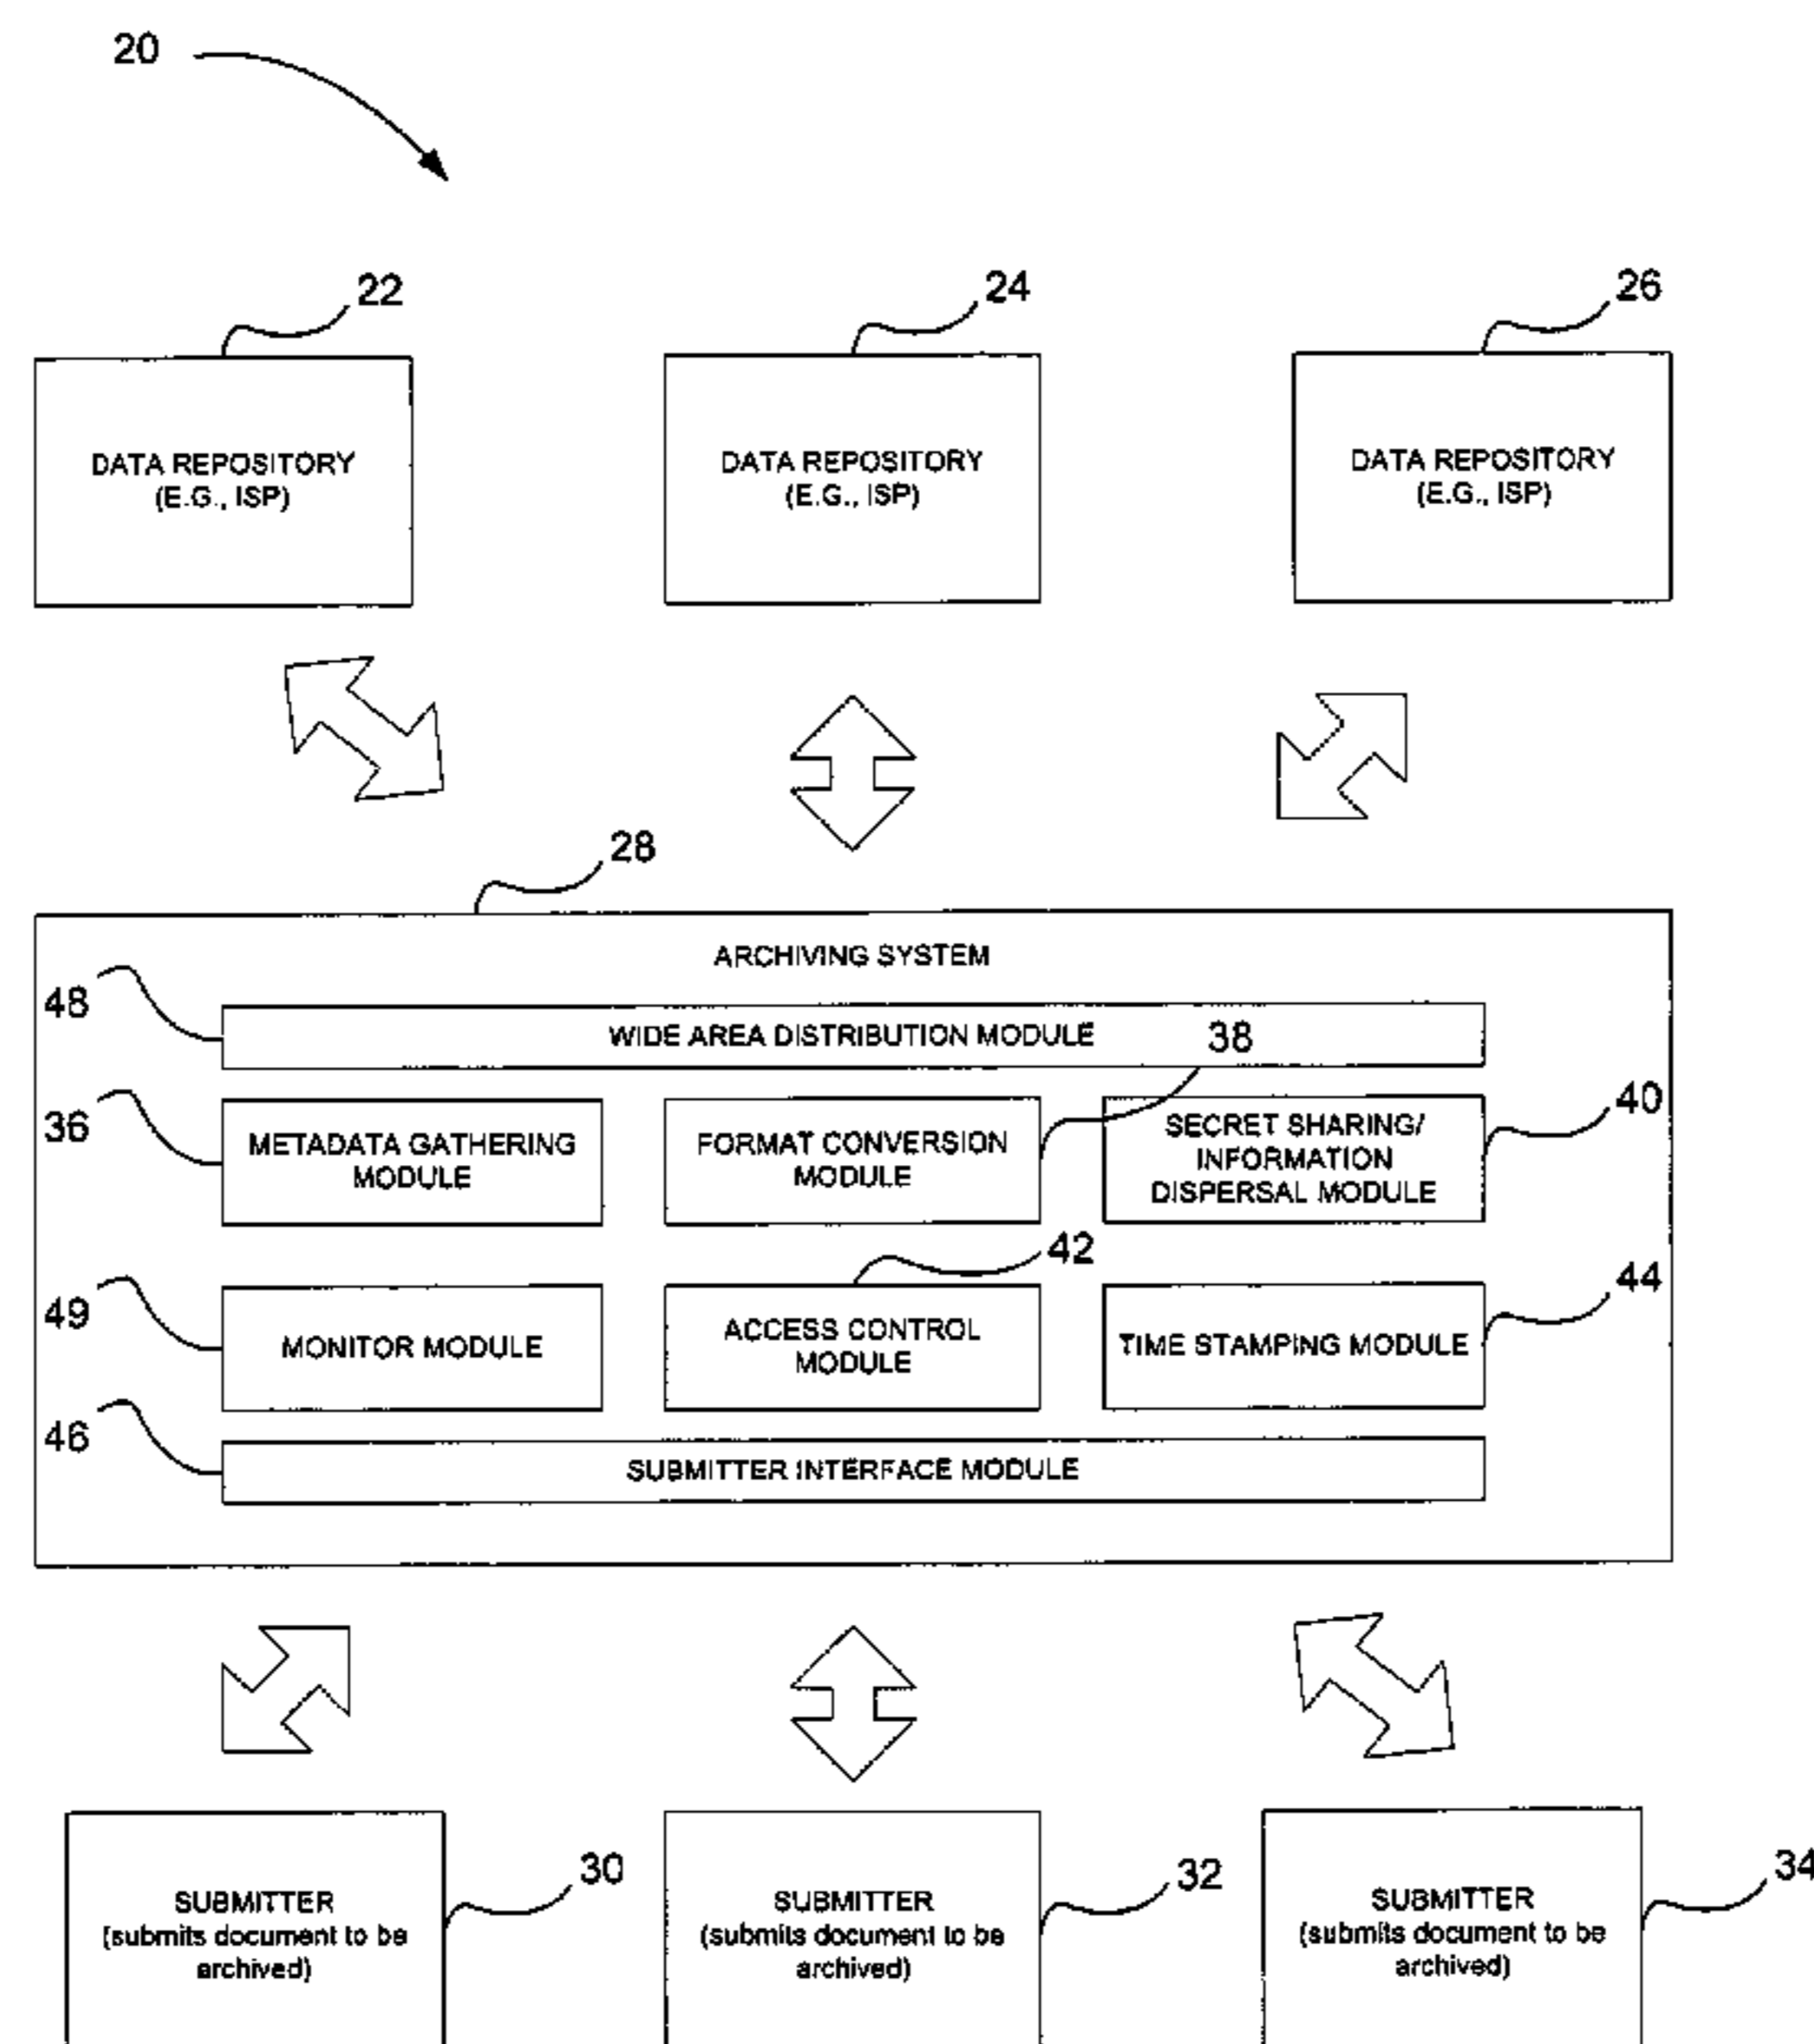 20
22
24
26
DATA REPOSITORY
(E.G., ISP)
DATA REPOSITORY
(E.G., ISP)
DATA REPOSITORY
(E.G., ISP)
28
ARCHIVING SYSTEM
48
WIDE AREA DISTRIBUTION MODULE
38
36
METADATA GATHERING
MODULE
FORMAT CONVERSION
MODULE
SECRET SHARING/
INFORMATION
DISPERSAL MODULE
40
42
44
49
MONITOR MODULE
ACCESS CONTROL
MODULE
TIME STAMPING MODULE
46
SUBMITTER INTERFACE MODULE
30
32
34
SUBMITTER
(submits document to be
archived)
SUBMITTER
(submits document to be
archived)
SUBMITTER
(submits document to be
archived)